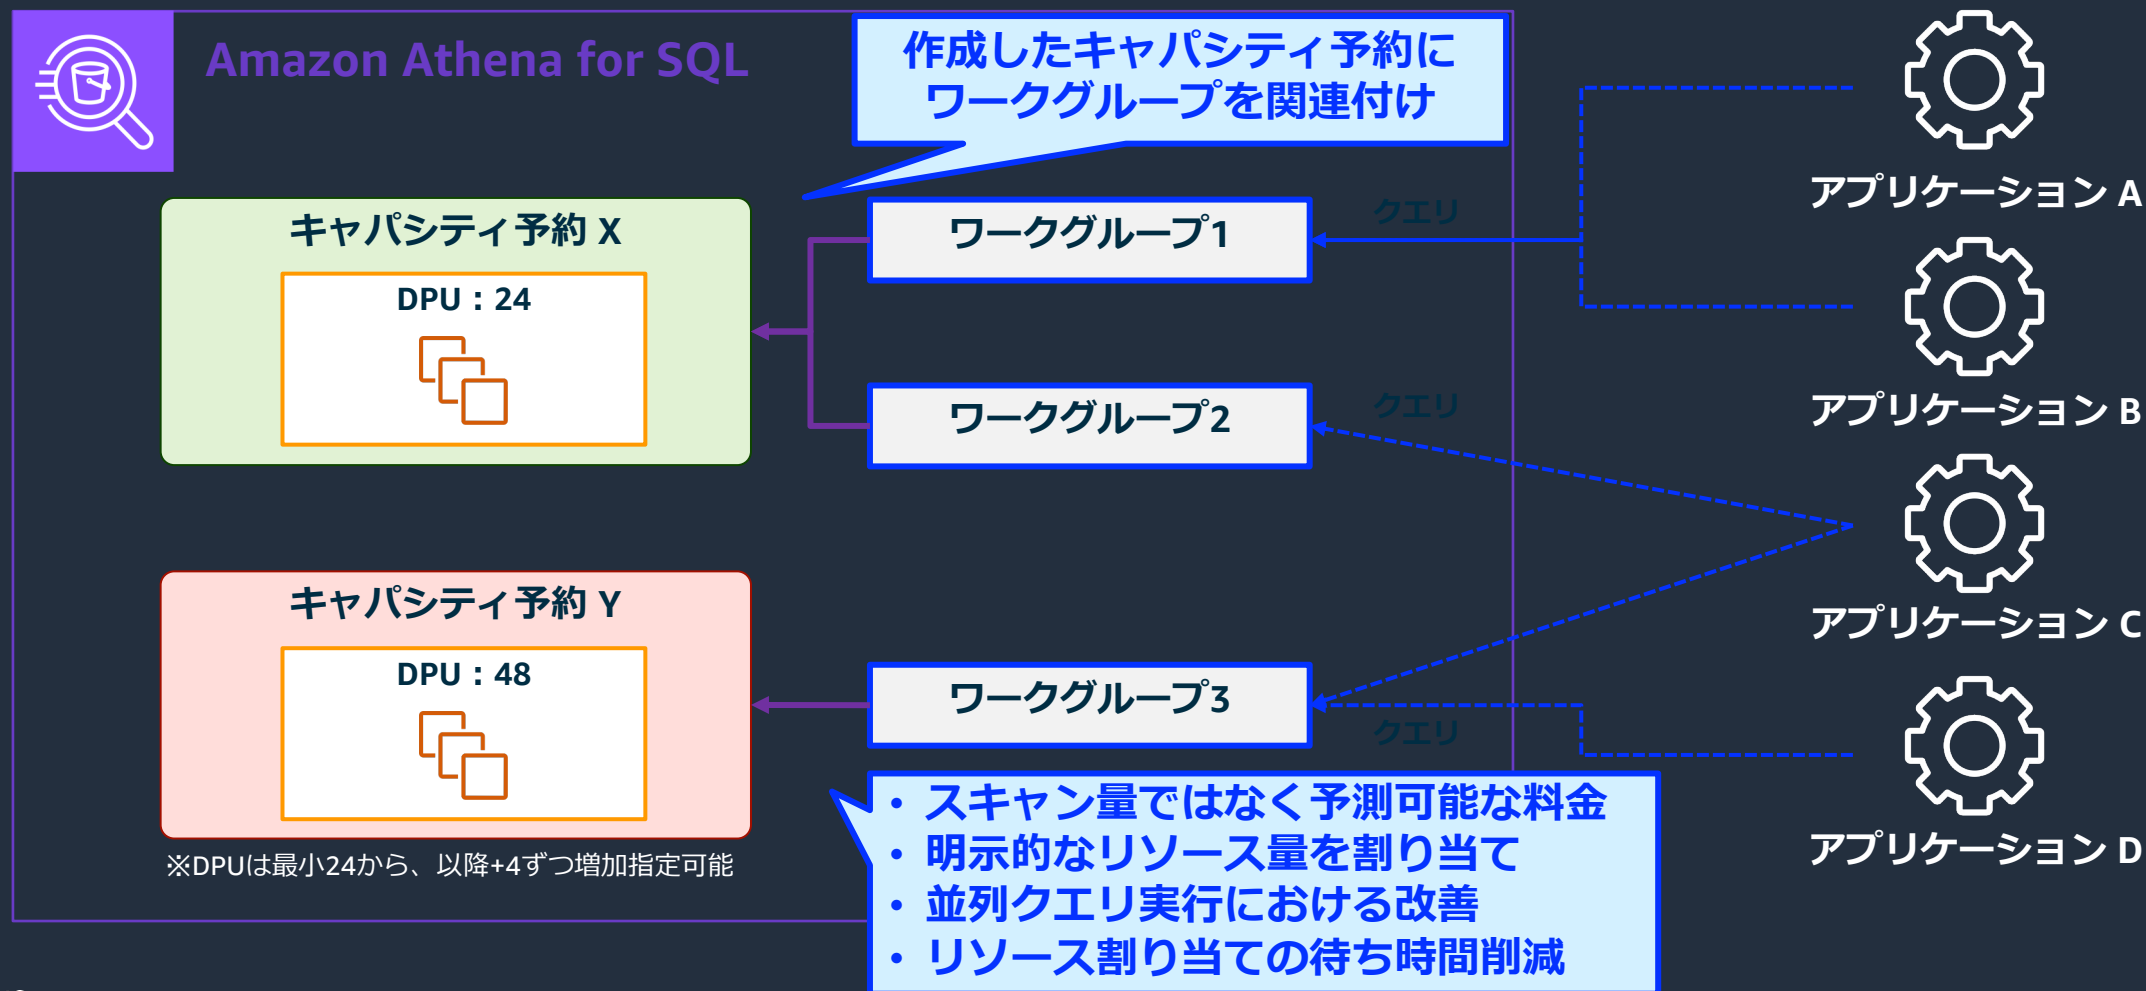 Amazon Athena for SQL
作成したキャパシティ予約に
ワークグループを関連付け
キャパシティ予約 X
DPU：24
ワークグループ1
クエリ
アプリケーション A
アプリケーション B
ワークグループ2
クエリ
アプリケーション C
キャパシティ予約 Y
DPU：48
ワークグループ3
クエリ
アプリケーション D
※DPUは最小24から、以降+4ずつ増加指定可能
• スキャン量ではなく予測可能な料金
• 明示的なリソース量を割り当て
• 並列クエリ実行における改善
• リソース割り当ての待ち時間削減